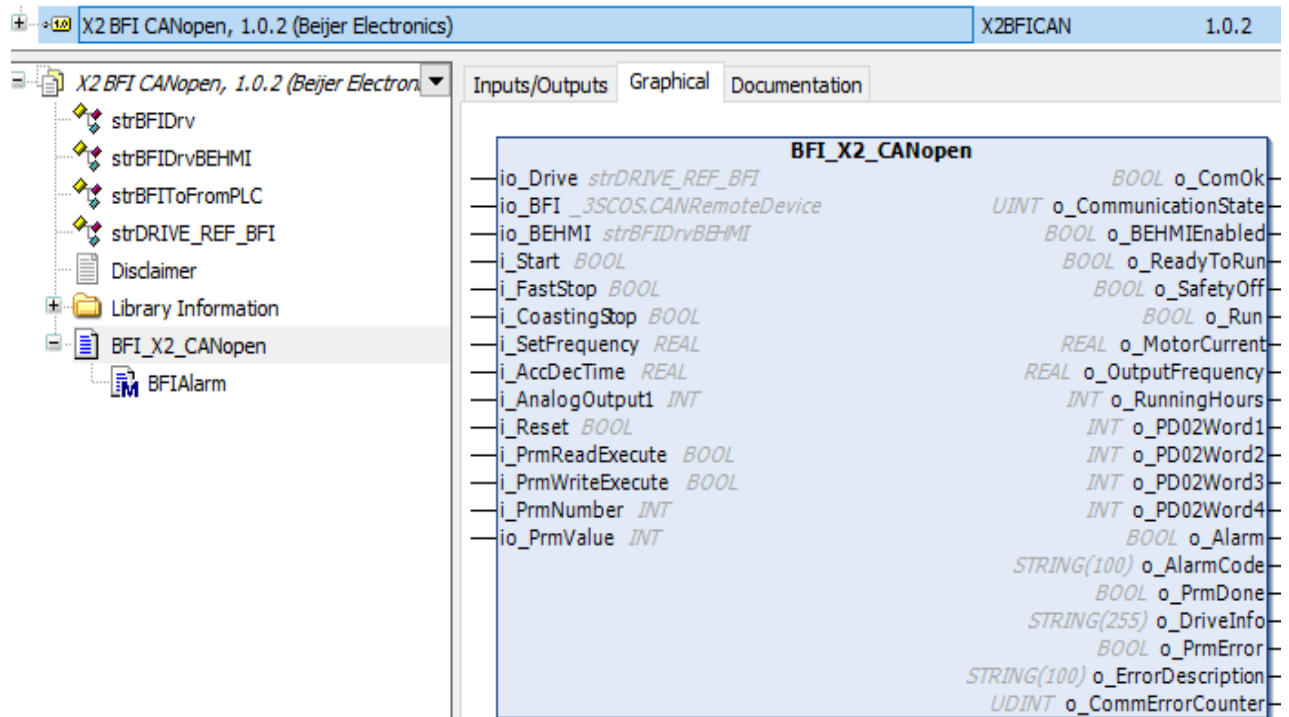 1.0 X2 BFI CANopen, 1.0.2 (Beijer Electronics) X2BFICAN 1.0.2
X2 BFI CANopen, 1.0.2 (Beijer Electron
strBFIDrv
strBFIDrvBEHMI
strBFIToFromPLC
strDRIVE_REF_BFI
Disclaimer
Library Information
BFI_X2_CANopen
M BFIAlarm
Inputs/Outputs Graphical Documentation
BFI_X2_CANopen
io_Drive strDRIVE_REF_BFI BOOL o_ComOk
io_BFI _3SCOS.CANRemoteDevice UINT o_CommunicationState
io_BEHMI strBFIDrvBEHMI BOOL o_BEHMIEnabled
i_Start BOOL BOOL o_ReadyToRun
i_FastStop BOOL BOOL o_SafetyOff
i_CoastingStop BOOL BOOL o_Run
i_SetFrequency REAL REAL o_MotorCurrent
i_AccDecTime REAL REAL o_OutputFrequency
i_AnalogOutput1 INT INT o_RunningHours
i_Reset BOOL INT o_PD02Word1
i_PrmReadExecute BOOL INT o_PD02Word2
i_PrmWriteExecute BOOL INT o_PD02Word3
i_PrmNumber INT INT o_PD02Word4
io_PrmValue INT BOOL o_Alarm
STRING(100) o_AlarmCode
BOOL o_PrmDone
STRING(255) o_DriveInfo
BOOL o_PrmError
STRING(100) o_ErrorDescription
UDINT o_CommErrorCounter